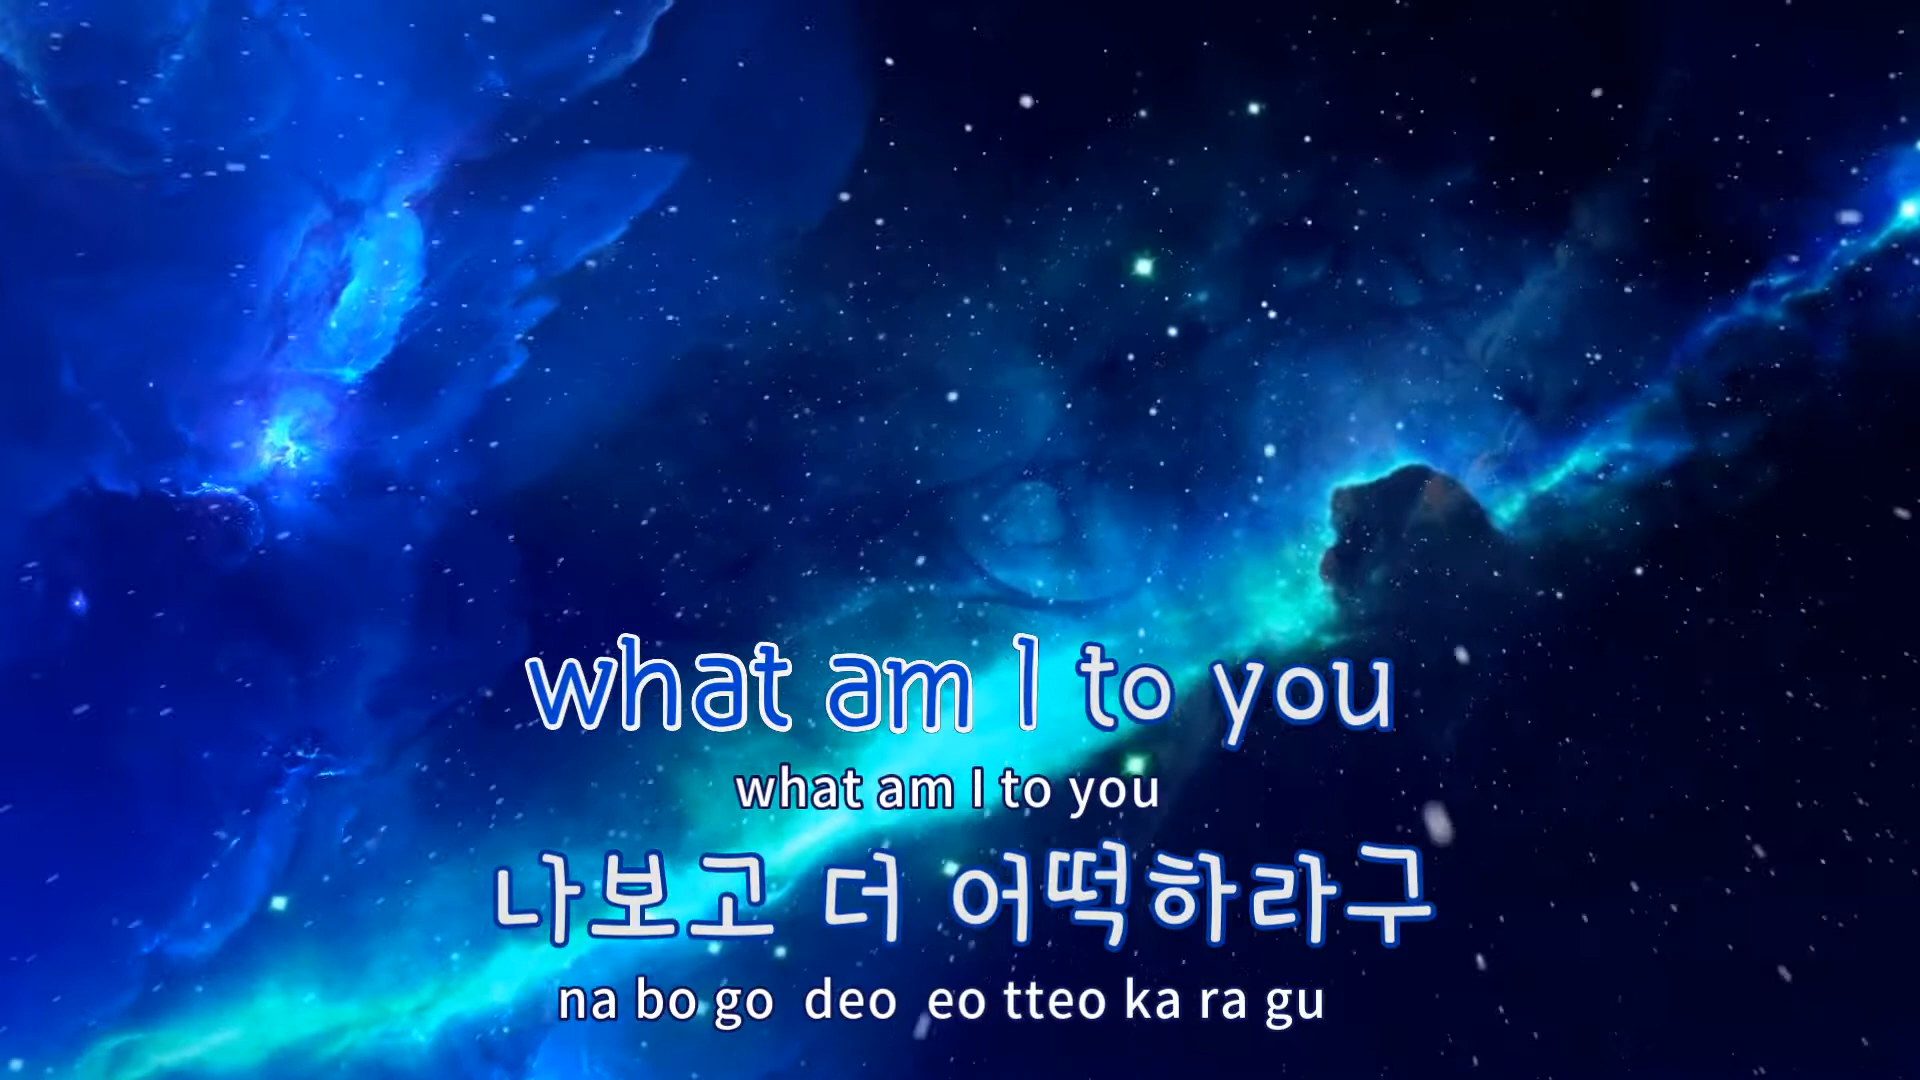 what am I to you
what am I to you
나보고 더 어떡하라구
na bo go deo eo tteo ka ra gu